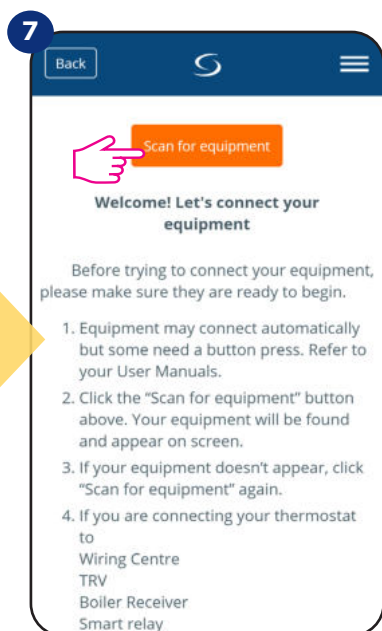 7
Back
Scan for equipment
Welcome! Let's connect your
equipment
Before trying to connect your equipment,
please make sure they are ready to begin.
1. Equipment may connect automatically
but some need a button press. Refer to
your User Manuals.
2. Click the “Scan for equipment” button
above. Your equipment will be found
and appear on screen.
3. If your equipment doesn’t appear, click
“Scan for equipment” again.
4. If you are connecting your thermostat
to
Wiring Centre
TRV
Boiler Receiver
Smart relay